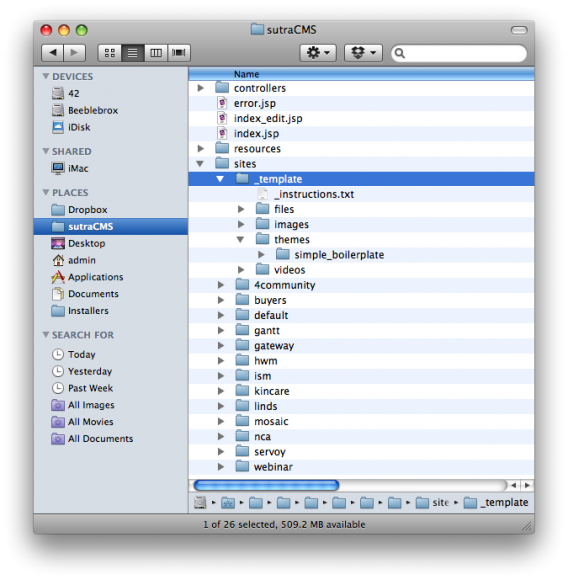 sutraCMS
DEVICES
42
Beeblebrox
iDisk
SHARED
iMac
PLACES
Dropbox
sutraCMS
Desktop
admin
Applications
Documents
Installers
SEARCH FOR
Today
Yesterday
Past Week
All Images
All Movies
All Documents
Name
controllers
error.jsp
index_edit.jsp
index.jsp
resources
sites
_template
_instructions.txt
files
images
themes
simple_boilerplate
videos
4community
buyers
default
gantt
gateway
hwm
ism
kincare
linds
mosaic
nca
servoy
webinar
site _template
1 of 26 selected, 509.2 MB available